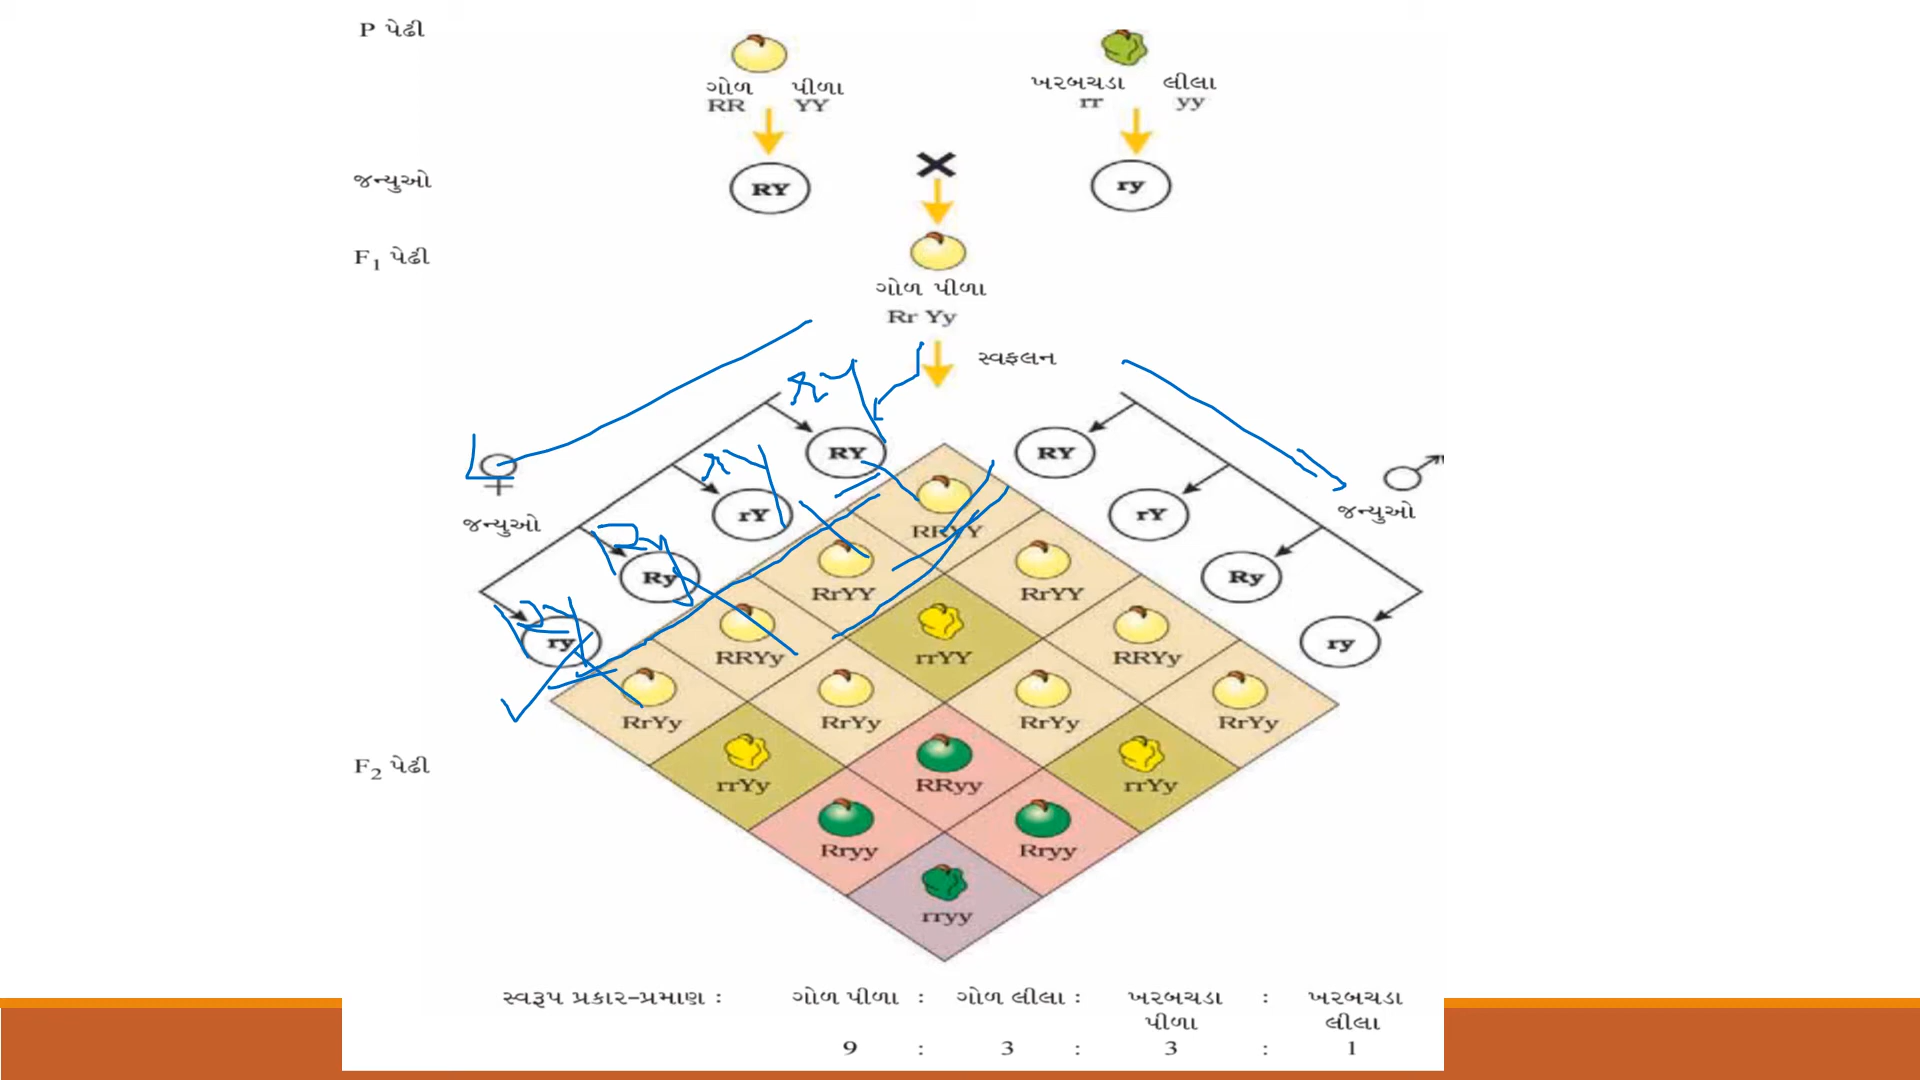 P પેઢી
ગોળ પીળા
RR YY
ખરબચડા લીલા
rr yy
જન્યુઓ
RY
ry
F1 પેઢી
ગોળ પીળા
Rr Yy
સ્વફલન
RY
rY
Ry
ry
RY
rY
Ry
ry
જન્યુઓ
જન્યુઓ
RRYY
RrYY
RrYY
RRYy
rrYY
RRYy
RrYy
RrYy
RrYy
RrYy
F2 પેઢી
rrYy
RRyy
rrYy
Rryy
Rryy
rryy
સ્વરૂપ પ્રકાર-પ્રમાણ : ગોળ પીળા : ગોળ લીલા : ખરબચડા : ખરબચડા
પીળા લીલા
9 : 3 : 3 : 1